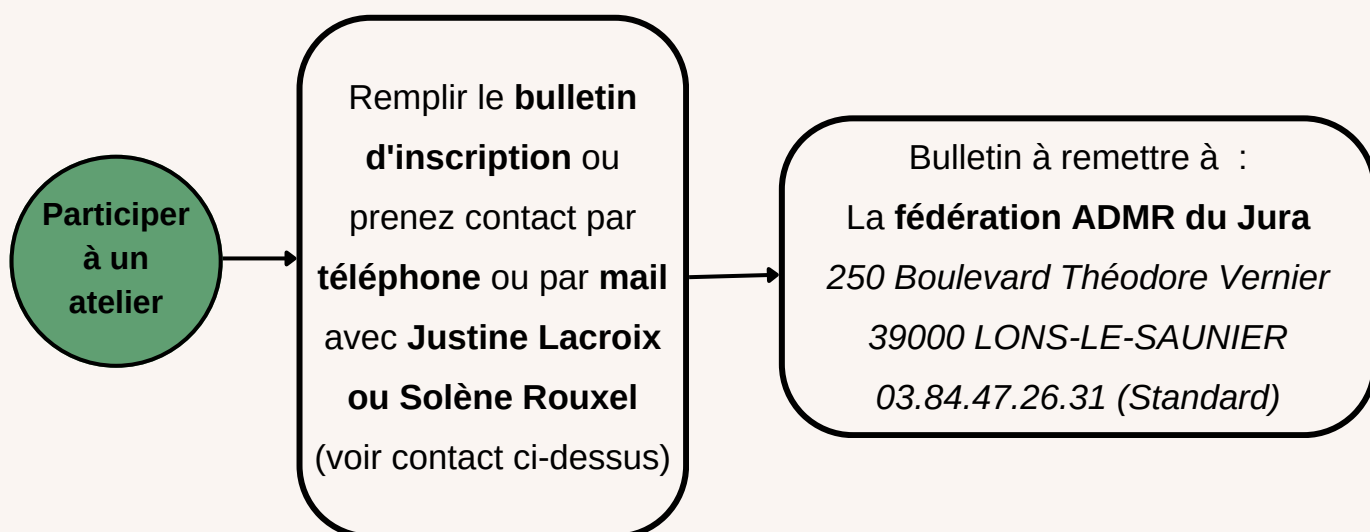 Participer
à un
atelier
Remplir le bulletin
d'inscription ou
prenez contact par
téléphone ou par mail
avec Justine Lacroix
ou Solène Rouxel
(voir contact ci-dessus)
Bulletin à remettre à  :
La fédération ADMR du Jura
250 Boulevard Théodore Vernier
39000 LONS-LE-SAUNIER
03.84.47.26.31 (Standard)